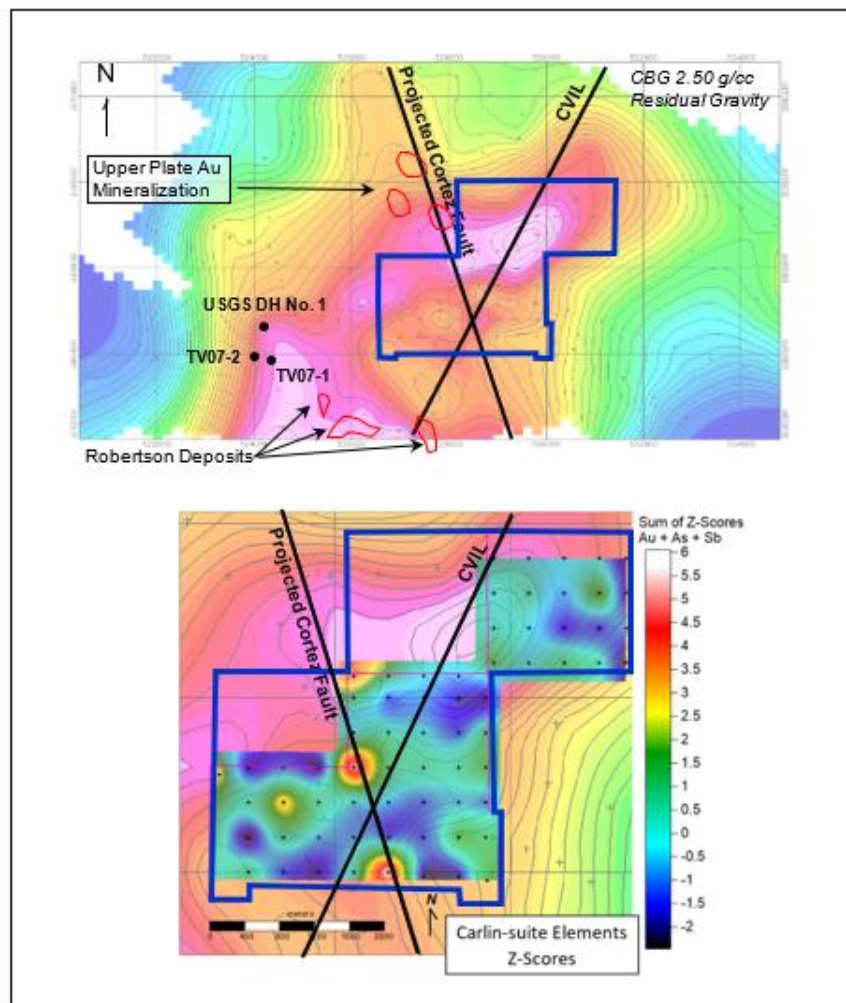 CBG 2.50 g/cc
Residual Gravity
N
Projected Cortez Fault
CVIL
Upper Plate Au
Mineralization
USGS DH No. 1
TV07-2
TV07-1
Robertson Deposits
Sum of Z-Scores
Au + As + Sb
Projected Cortez Fault
CVIL
6
5.5
5
4.5
4
3.5
3
2.5
2
1.5
1
0.5
0
-0.5
-1
-1.5
-2
N
Carlin-suite Elements
Z-Scores